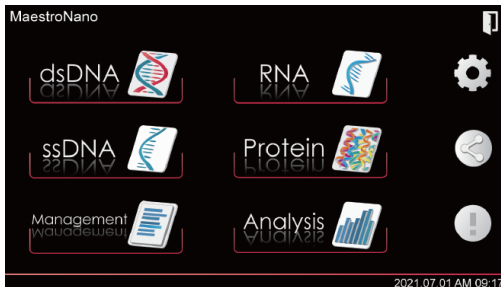 MaestroNano
dsDNA
RNA
ssDNA
Protein
Management
Analysis
2021.07.01 AM 09:17